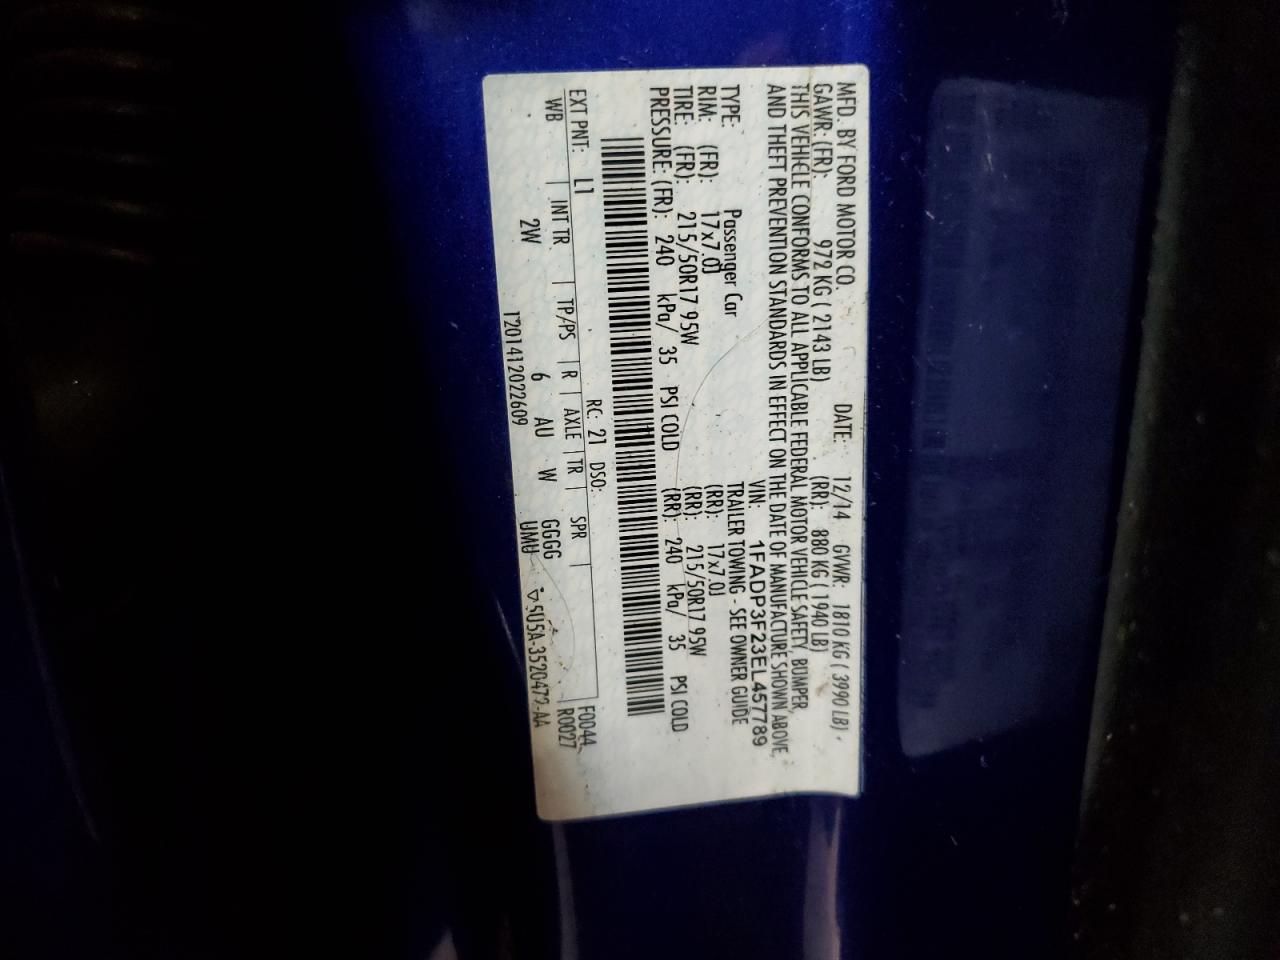 MFD. BY FORD MOTOR CO. DATE: 12/14 GVWR: 1810 KG ( 3990 LB)
GAWR: (FR): 972 KG ( 2143 LB) (RR): 880 KG ( 1940 LB)
THIS VEHICLE CONFORMS TO ALL APPLICABLE FEDERAL MOTOR VEHICLE SAFETY, BUMPER,
AND THEFT PREVENTION STANDARDS IN EFFECT ON THE DATE OF MANUFACTURE SHOWN ABOVE.
VIN: 1FADP3F23EL457789
TYPE: Passenger Car TRAILER TOWING - SEE OWNER GUIDE
RIM: (FR): 17x7.0J (RR): 17x7.0J
TIRE: (FR): 215/50R17 95W (RR): 215/50R17 95W
PRESSURE: (FR): 240 kPa/ 35 PSI COLD (RR): 240 kPa/ 35 PSI COLD
RC: 21 DSO: F0044
EXT PNT: L1 R0027
WB | INT TR | TP/PS | R | AXLE | TR | SPR |
2W 6 AU W GGGG
T201412022609 UMU 5U5A-3520472-AA